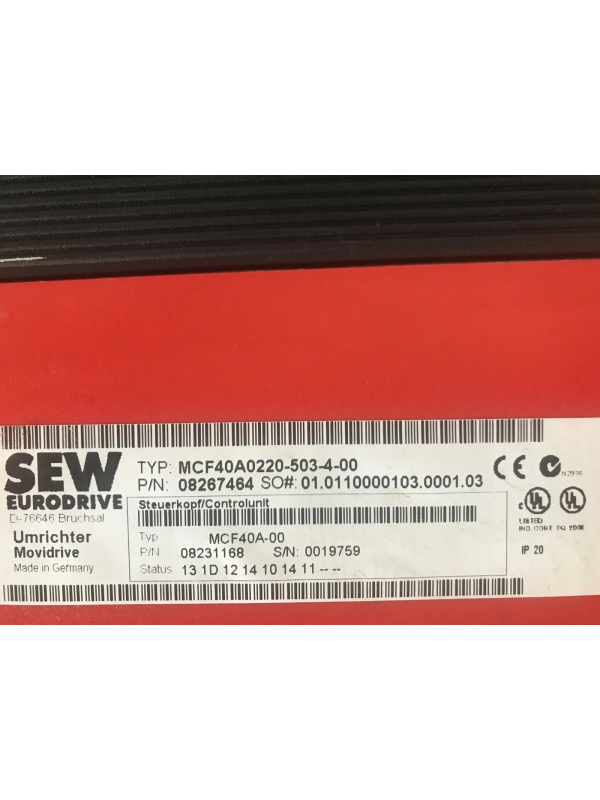 SEW
EURODRIVE
D-76646 Bruchsal
Umrichter
Movidrive
Made in Germany
TYP: MCF40A0220-503-4-00
P/N: 08267464 SO#: 01.0110000103.0001.03
Steuerkopf/Controlunit
Typ MCF40A-00
P/N 08231168 S/N: 0019759
Status 13 1D 12 14 10 14 11 -- --
CE
N2936
c UL UL
LISTED
IND. CONT. EQ.
IP 20